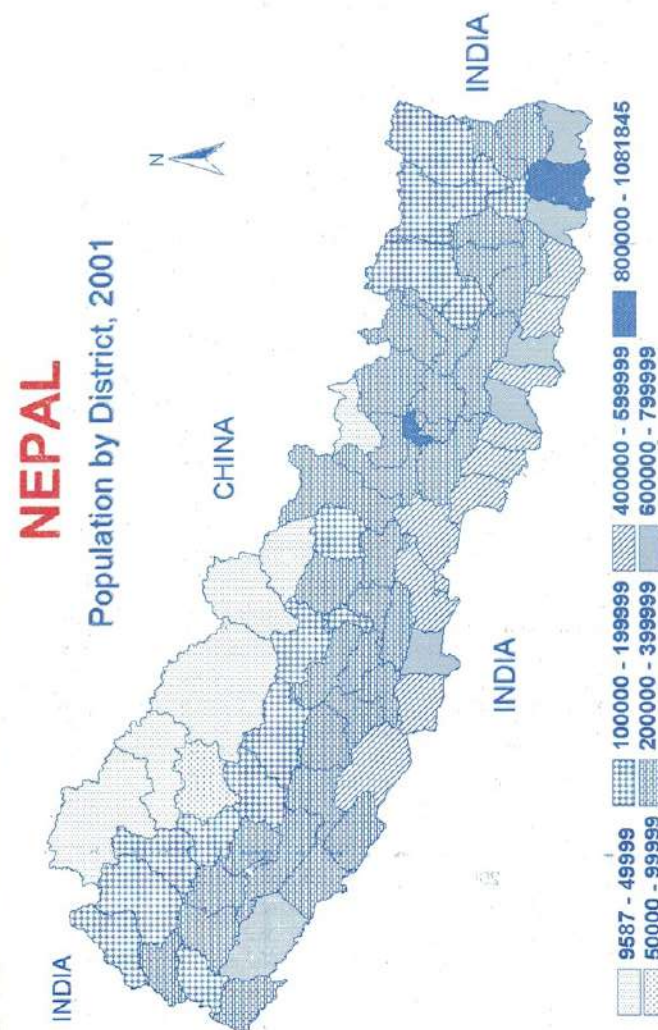 NEPAL
Population by District, 2001
N
CHINA
INDIA
INDIA
INDIA
9587 - 49999
50000 - 99999
100000 - 199999
200000 - 399999
400000 - 599999
600000 - 799999
800000 - 1081845